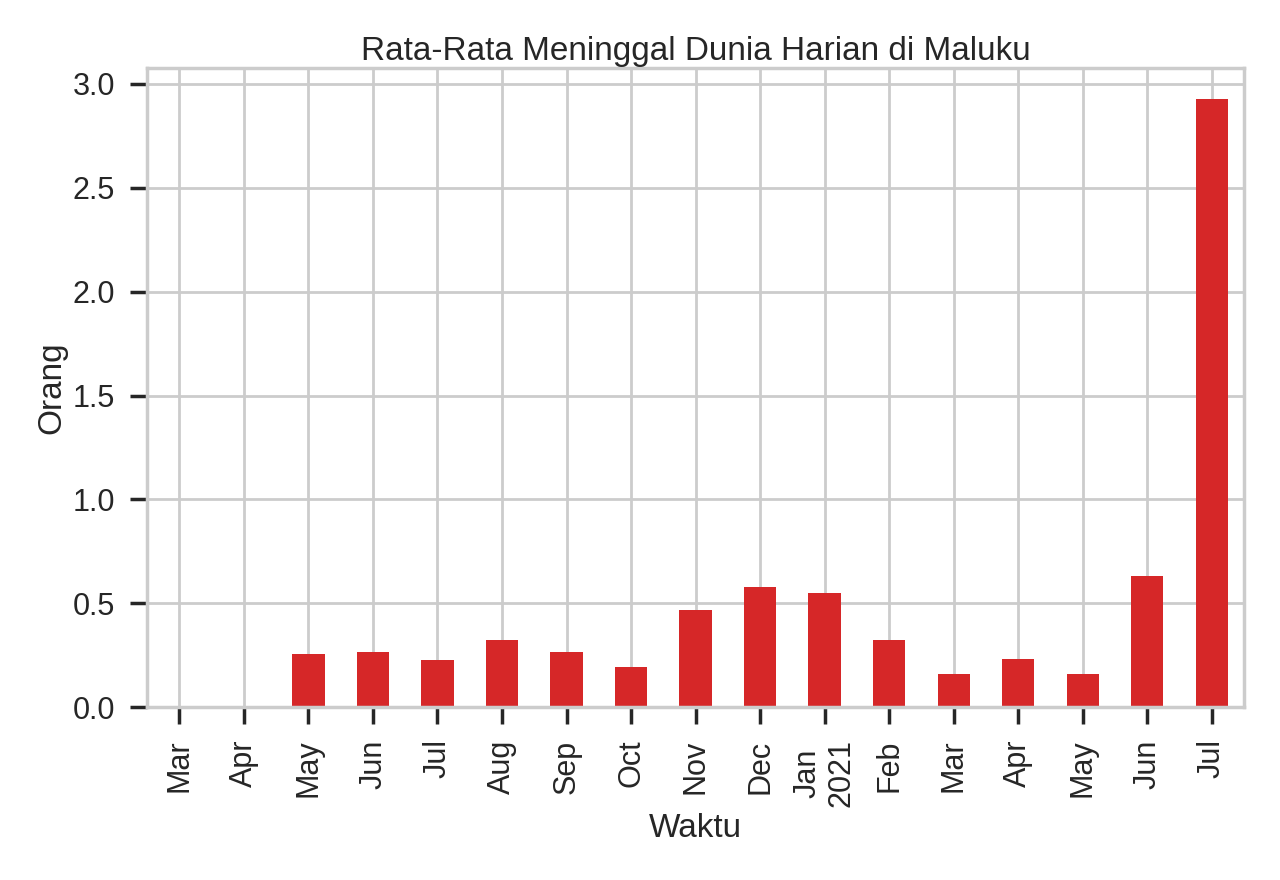 Rata-Rata Meninggal Dunia Harian di Maluku
3.0
2.5
2.0
1.5
1.0
0.5
0.0
Orang
Mar
Apr
May
Jun
Jul
Aug
Sep
Oct
Nov
Dec
Jan
2021
Feb
Mar
Apr
May
Jun
Jul
Waktu